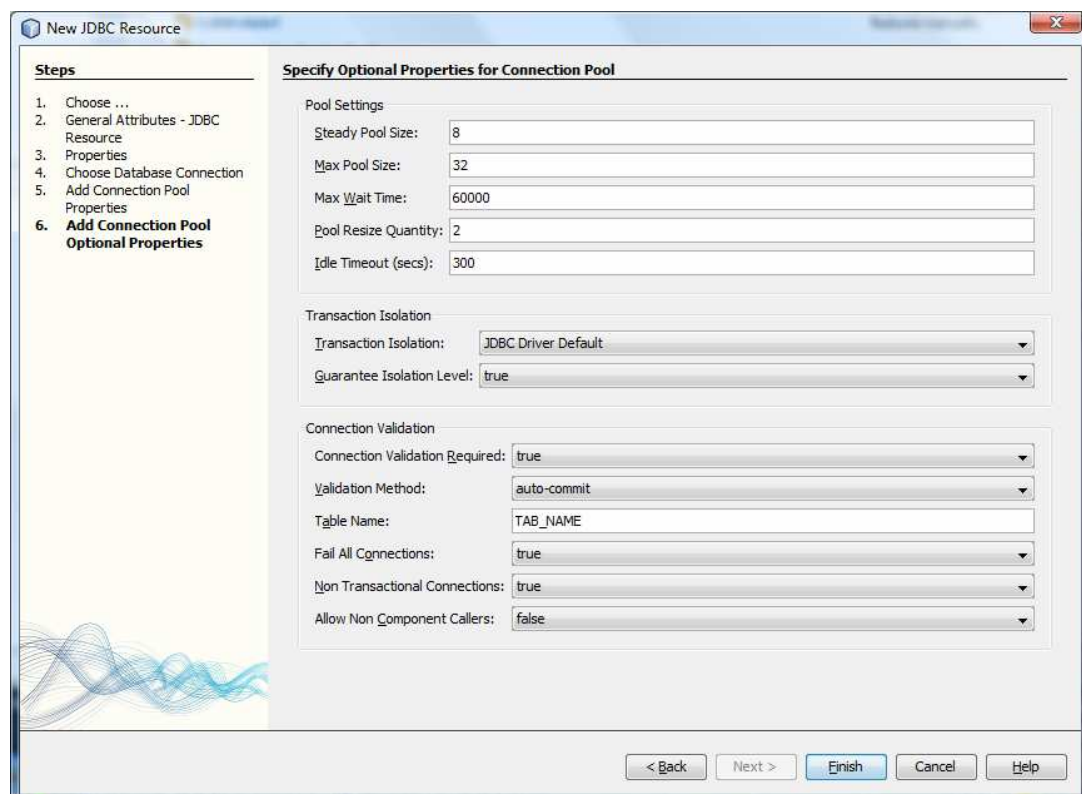 New JDBC Resource
Steps
1. Choose ...
2. General Attributes - JDBC
Resource
3. Properties
4. Choose Database Connection
5. Add Connection Pool
Properties
6. Add Connection Pool
Optional Properties
Specify Optional Properties for Connection Pool
Pool Settings
Steady Pool Size: 8
Max Pool Size: 32
Max Wait Time: 60000
Pool Resize Quantity: 2
Idle Timeout (secs): 300
Transaction Isolation
Transaction Isolation: JDBC Driver Default
Guarantee Isolation Level: true
Connection Validation
Connection Validation Required: true
Validation Method: auto-commit
Table Name: TAB_NAME
Fail All Connections: true
Non Transactional Connections: true
Allow Non Component Callers: false
< Back Next > Finish Cancel Help